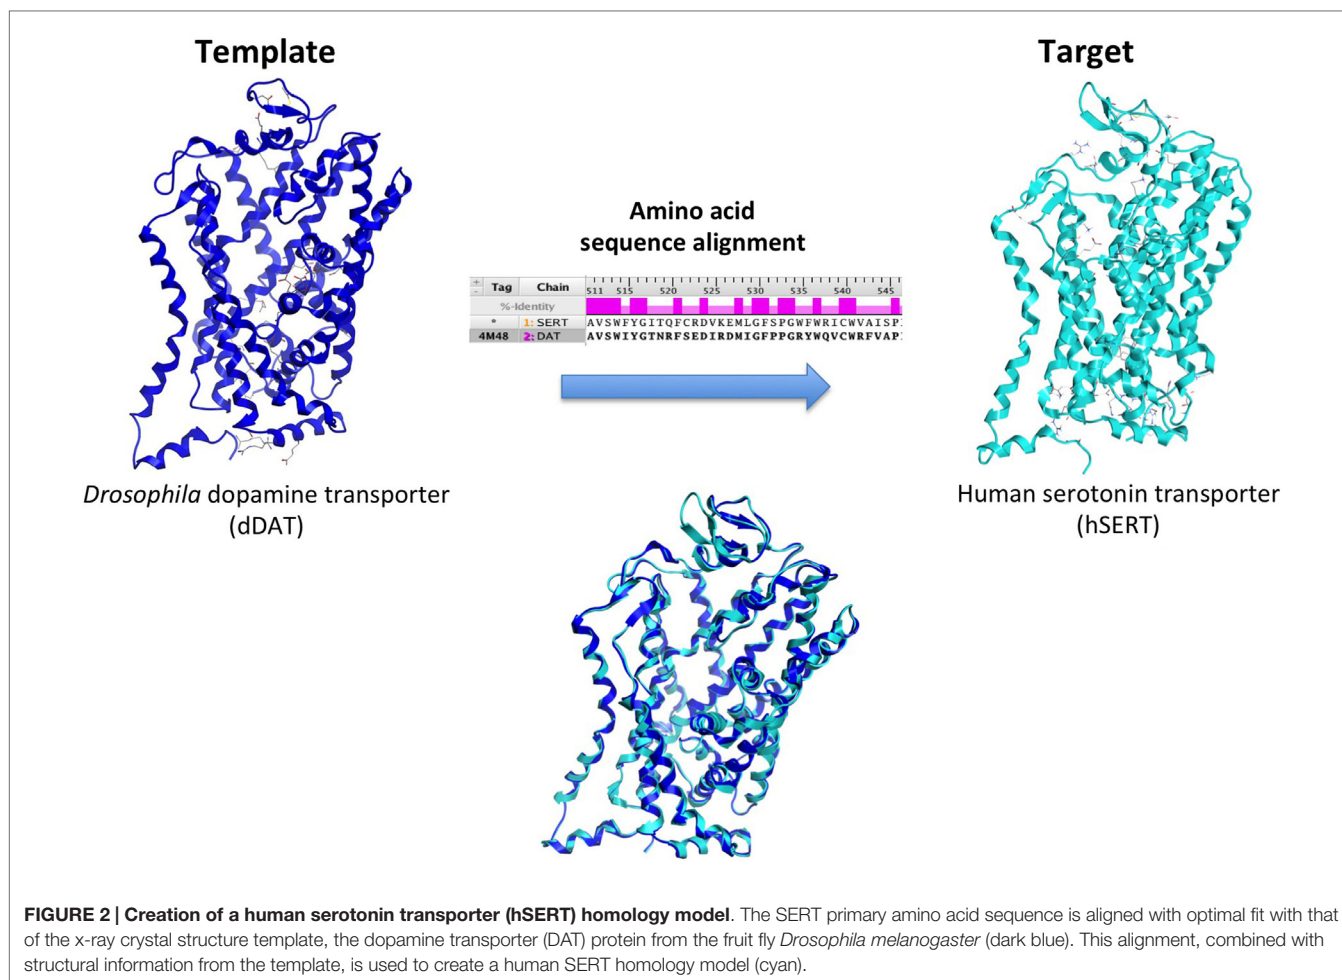 Template
Target
Amino acid
sequence alignment
+
-
Tag Chain 511 515 520 525 530 535 540 545
%-Identity
* 1: SERT AVSWFYGITQFCRDVKEMLGFSPGWFWRICWVAISP
4M48 2: DAT AVSWIYGTNRFSEDIRDMIGFPPGRYWQVCWRFVAP
Drosophila dopamine transporter
(dDAT)
Human serotonin transporter
(hSERT)
FIGURE 2 | Creation of a human serotonin transporter (hSERT) homology model. The SERT primary amino acid sequence is aligned with optimal fit with that
of the x-ray crystal structure template, the dopamine transporter (DAT) protein from the fruit fly Drosophila melanogaster (dark blue). This alignment, combined with
structural information from the template, is used to create a human SERT homology model (cyan).